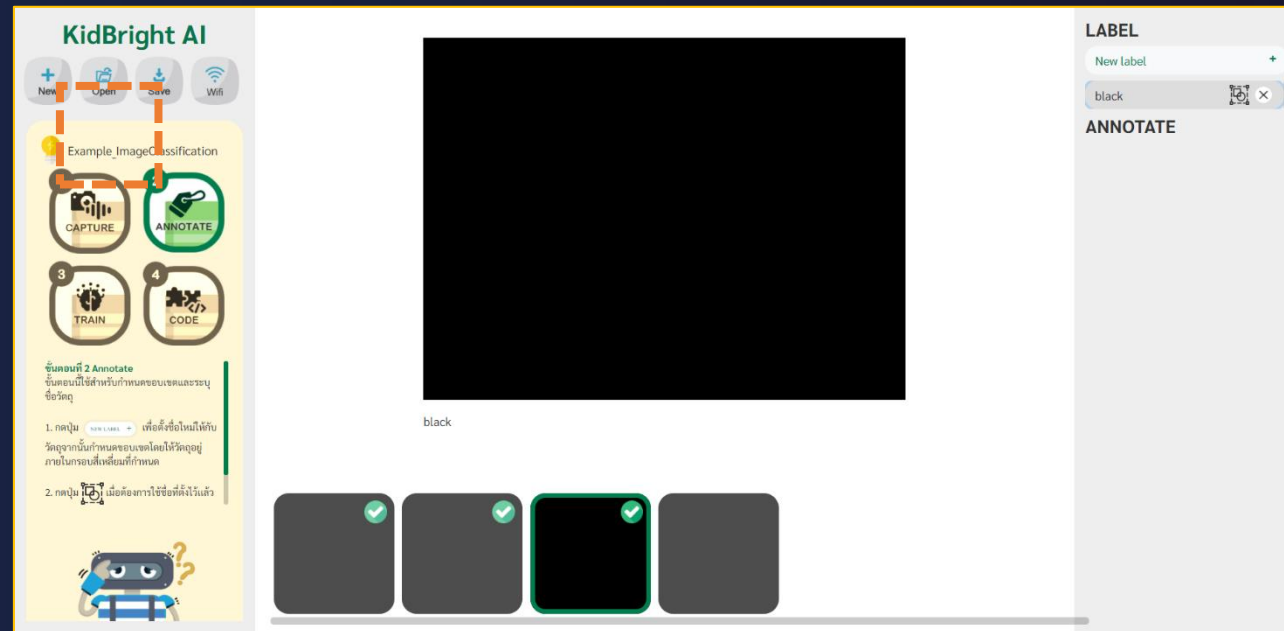 KidBright AI
New
Open
Save
Wifi
Example_ImageClassification
CAPTURE
2
ANNOTATE
3
TRAIN
4
CODE
ขั้นตอนที่ 2 Annotate
ขั้นตอนนี้ใช้สำหรับกำหนดขอบเขตและระบุ
ชื่อวัตถุ
1. กดปุ่ม NEW LABEL + เพื่อตั้งชื่อใหม่ให้กับ
วัตถุจากนั้นกำหนดขอบเขตโดยให้วัตถุอยู่
ภายในกรอบสี่เหลี่ยมที่กำหนด
2. กดปุ่ม เมื่อต้องการใช้ชื่อที่ตั้งไว้แล้ว
black
LABEL
New label +
black
ANNOTATE